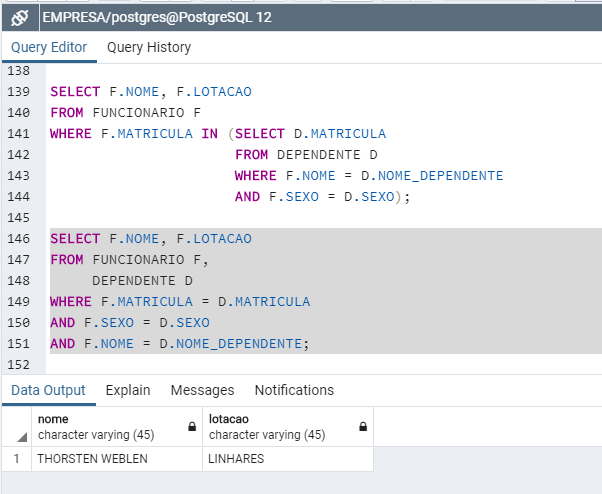 EMPRESA/postgres@PostgreSQL 12
Query Editor Query History
138
139 SELECT F.NOME, F.LOTACAO
140 FROM FUNCIONARIO F
141 WHERE F.MATRICULA IN (SELECT D.MATRICULA
142 FROM DEPENDENTE D
143 WHERE F.NOME = D.NOME_DEPENDENTE
144 AND F.SEXO = D.SEXO);
145
146 SELECT F.NOME, F.LOTACAO
147 FROM FUNCIONARIO F,
148 DEPENDENTE D
149 WHERE F.MATRICULA = D.MATRICULA
150 AND F.SEXO = D.SEXO
151 AND F.NOME = D.NOME_DEPENDENTE;
152
Data Output Explain Messages Notifications
nome lotacao
character varying (45) character varying (45)
1 THORSTEN WEBLEN LINHARES